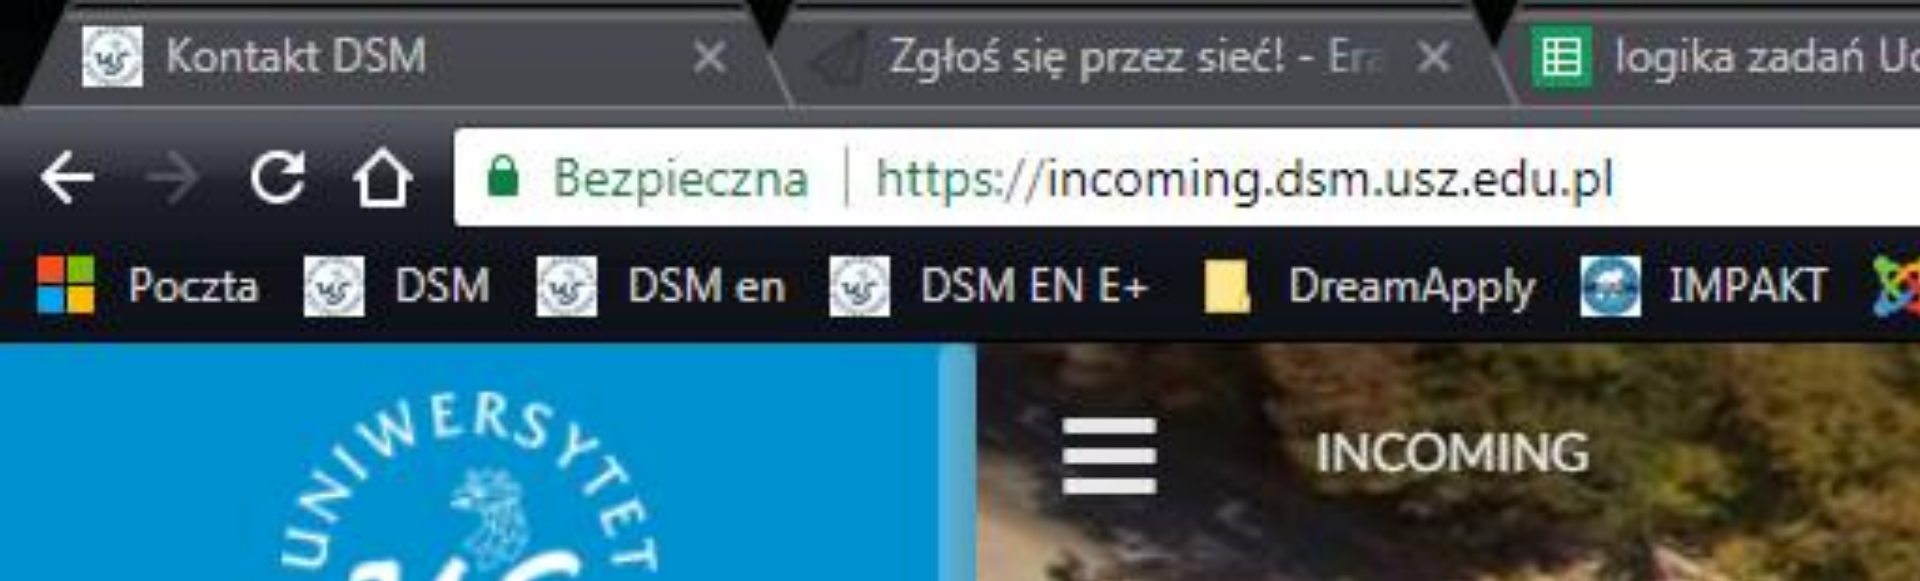 Kontakt DSM
Zgłoś się przez sieć! - Era
logika zadań
Bezpieczna
https://incoming.dsm.usz.edu.pl
Poczta DSM DSM en DSM EN E+ DreamApply IMPAKT
UNIWERSYTET
INCOMING